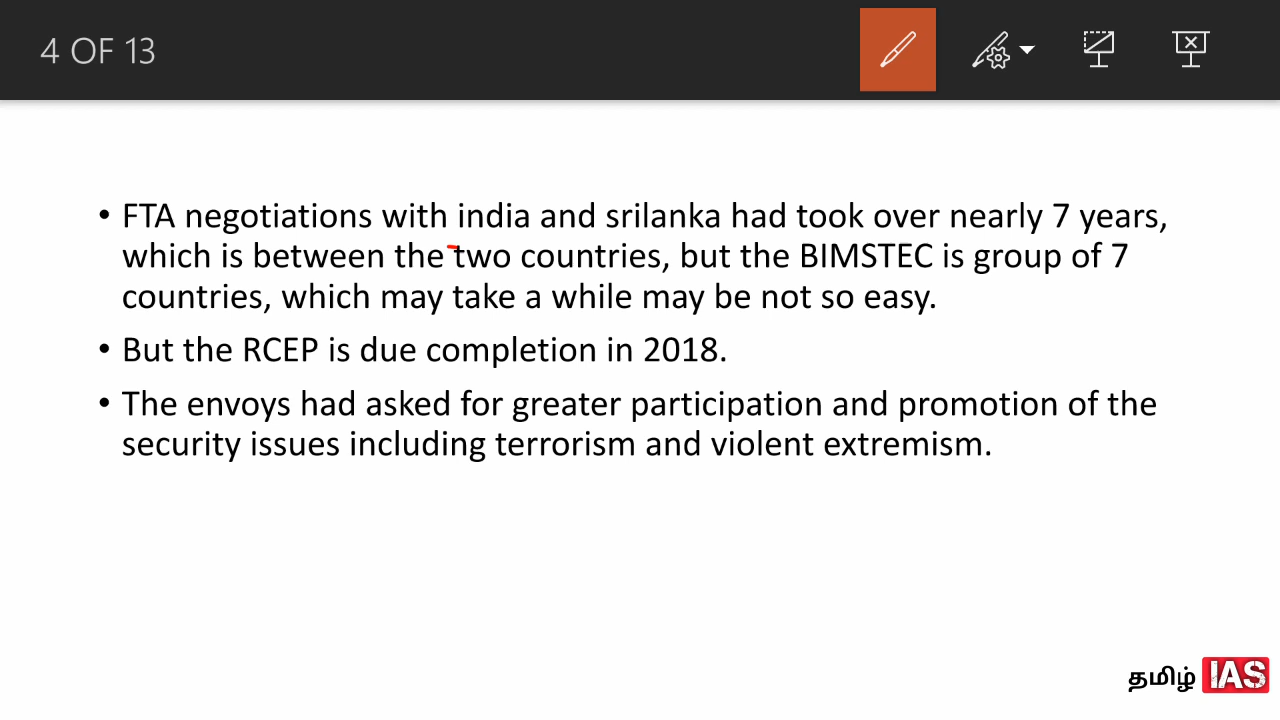 4 OF 13
• FTA negotiations with india and srilanka had took over nearly 7 years,
which is between the two countries, but the BIMSTEC is group of 7
countries, which may take a while may be not so easy.
• But the RCEP is due completion in 2018.
• The envoys had asked for greater participation and promotion of the
security issues including terrorism and violent extremism.
தமிழ் IAS